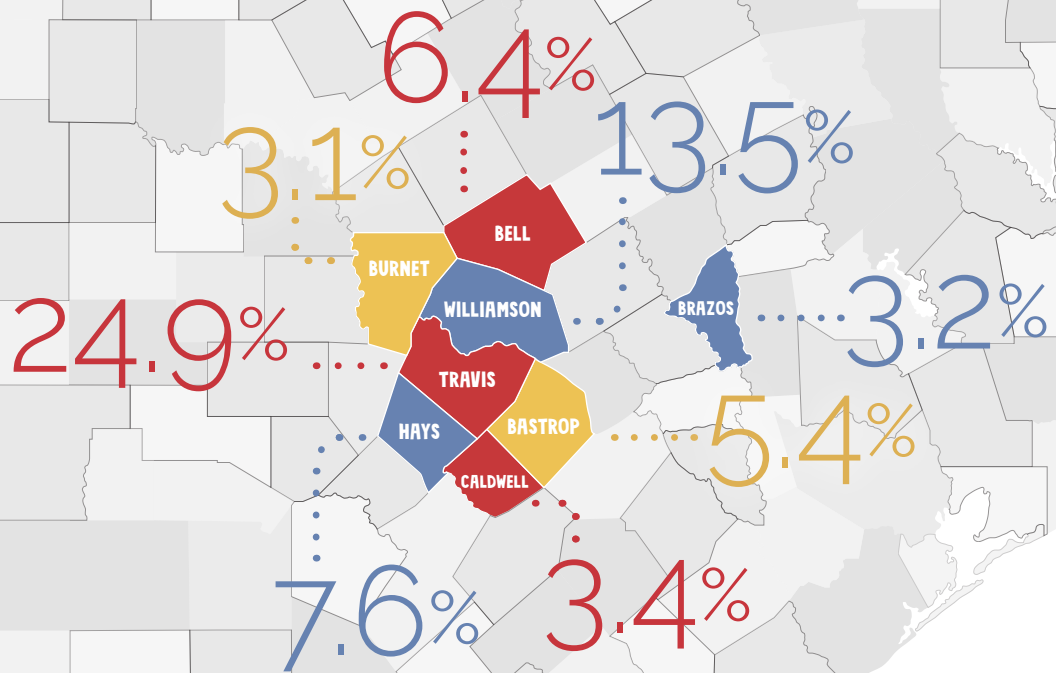 6.4%
13.5%
3.1%
BELL
BURNET
WILLIAMSON
BRAZOS
24.9%
3.2%
TRAVIS
HAYS
BASTROP
5.4%
CALDWELL
7.6%
3.4%